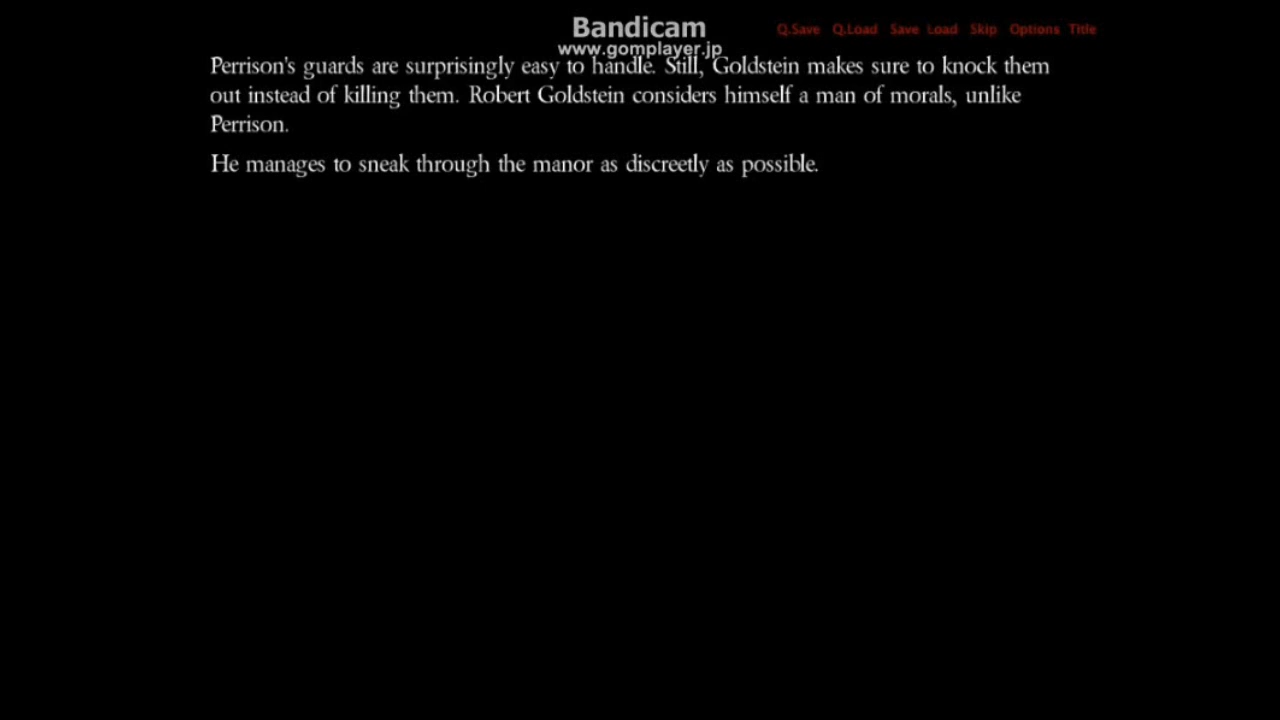 Bandicam
www.gomplayer.jp
Q.Save Q.Load Save Load Skip Options Title
Perrison's guards are surprisingly easy to handle. Still, Goldstein makes sure to knock them
out instead of killing them. Robert Goldstein considers himself a man of morals, unlike
Perrison.
He manages to sneak through the manor as discreetly as possible.